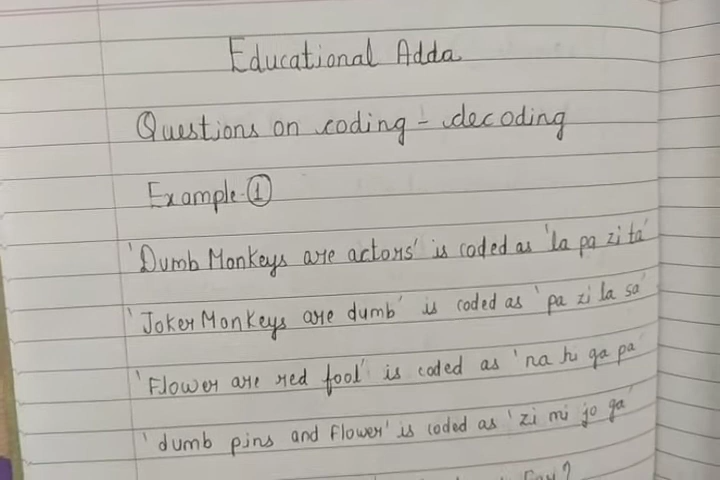 Educational Adda
Questions on coding - decoding
Example ①
'Dumb Monkeys are actors' is coded as 'la pa zi ta'
'Joker Monkeys are dumb' is coded as 'pa zi la sa'
'Flower are red fool' is coded as 'na hi ga pa'
'dumb pins and flower' is coded as 'zi mi jo ga'